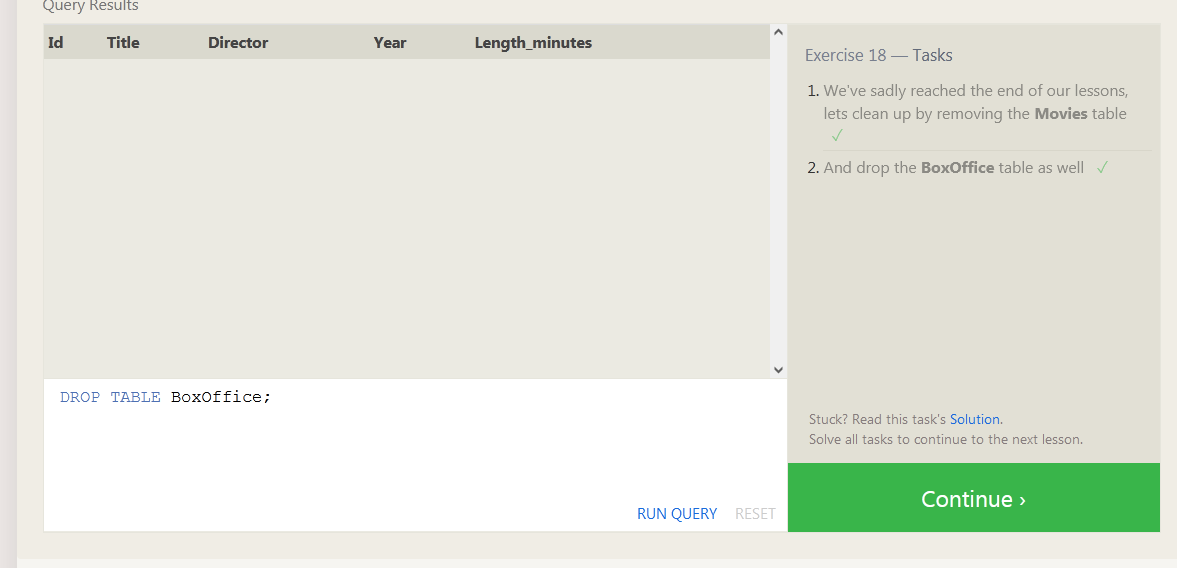 Query Results
Id Title Director Year Length_minutes
Exercise 18 — Tasks
1. We've sadly reached the end of our lessons,
lets clean up by removing the Movies table
✓
2. And drop the BoxOffice table as well ✓
DROP TABLE BoxOffice;
Stuck? Read this task's Solution.
Solve all tasks to continue to the next lesson.
RUN QUERY RESET
Continue ›